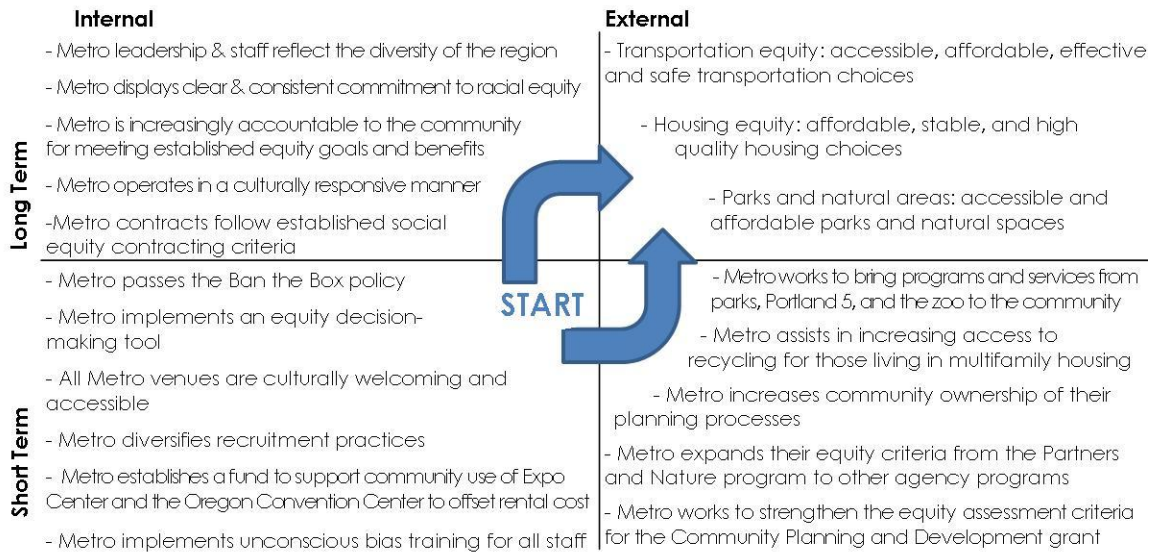 Internal
External
Long Term
- Metro leadership & staff reflect the diversity of the region
- Metro displays clear & consistent commitment to racial equity
- Metro is increasingly accountable to the community
for meeting established equity goals and benefits
- Metro operates in a culturally responsive manner
-Metro contracts follow established social
equity contracting criteria
- Transportation equity: accessible, affordable, effective
and safe transportation choices
- Housing equity: affordable, stable, and high
quality housing choices
- Parks and natural areas: accessible and
affordable parks and natural spaces
START
Short Term
- Metro passes the Ban the Box policy
- Metro implements an equity decision-
making tool
- All Metro venues are culturally welcoming and
accessible
- Metro diversifies recruitment practices
- Metro establishes a fund to support community use of Expo
Center and the Oregon Convention Center to offset rental cost
- Metro implements unconscious bias training for all staff
- Metro works to bring programs and services from
parks, Portland 5, and the zoo to the community
- Metro assists in increasing access to
recycling for those living in multifamily housing
- Metro increases community ownership of their
planning processes
- Metro expands their equity criteria from the Partners
and Nature program to other agency programs
- Metro works to strengthen the equity assessment criteria
for the Community Planning and Development grant